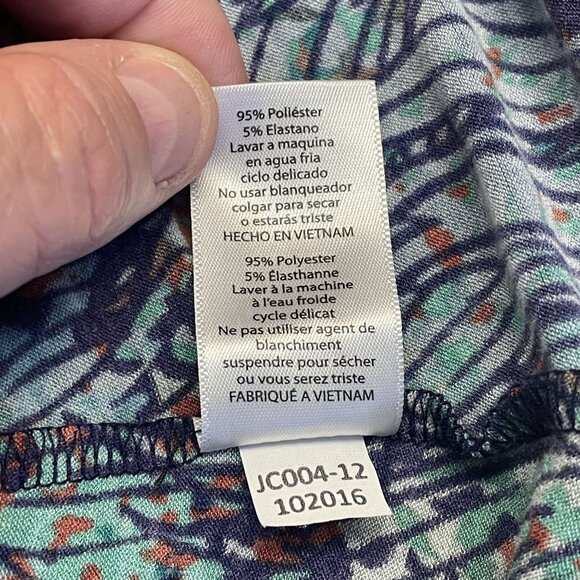 95% Poliéster
5% Elastano
Lavar a maquina
en agua fria
ciclo delicado
No usar blanqueador
colgar para secar
o estarás triste
HECHO EN VIETNAM
95% Polyester
5% Élasthanne
Laver à la machine
à l'eau froide
cycle délicat
Ne pas utiliser agent de
blanchiment
suspendre pour sécher
ou vous serez triste
FABRIQUÉ A VIETNAM
JC004-12
102016